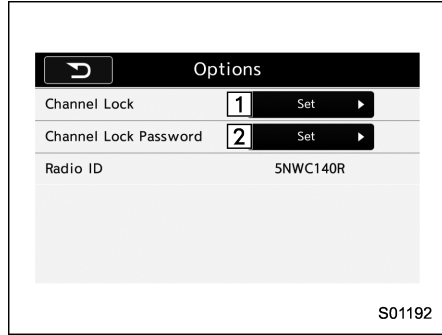 Options
Channel Lock 1 Set
Channel Lock Password 2 Set
Radio ID 5NWC140R
S01192